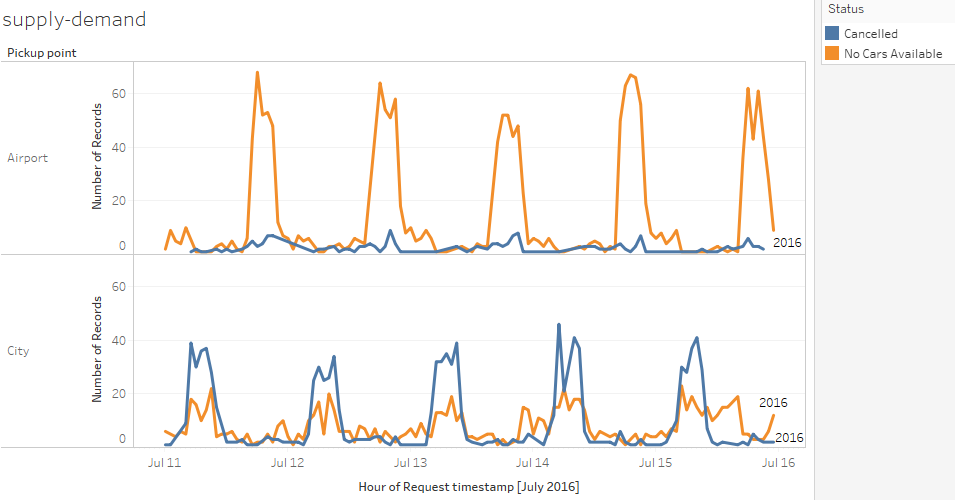 supply-demand
Status
Cancelled
No Cars Available
Pickup point
Airport
Number of Records
60
40
20
0
2016
City
Number of Records
60
40
20
0
2016
2016
Jul 11
Jul 12
Jul 13
Jul 14
Jul 15
Jul 16
Hour of Request timestamp [July 2016]